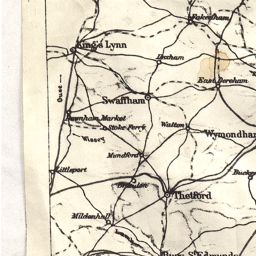 Fakenham
King's Lynn
Lexham
East Dereham
Ouse
Swaffham
Downham Market
Stoke Ferry
Watton
Wissey
Wymondham
Mundford
Littleport
Brandon
Thetford
Mildenhall
Bury St Edmunds